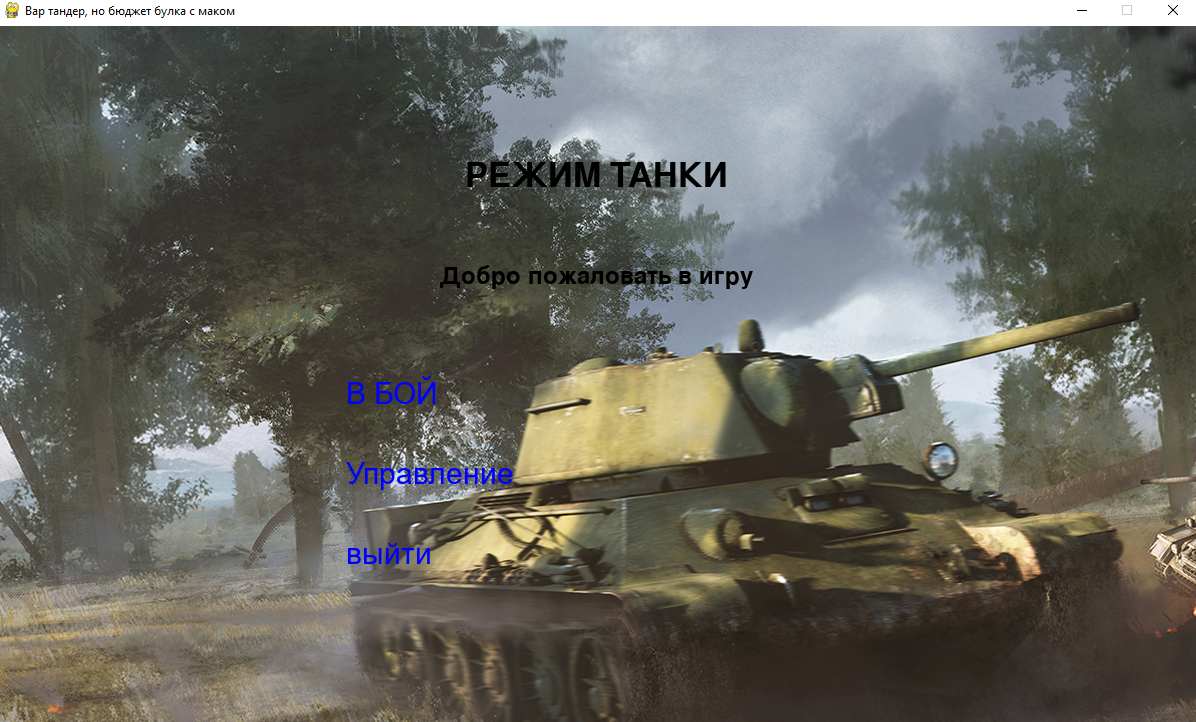 Вар тандер, но бюджет булка с маком
РЕЖИМ ТАНКИ
Добро пожаловать в игру
В БОЙ
Управление
выйти